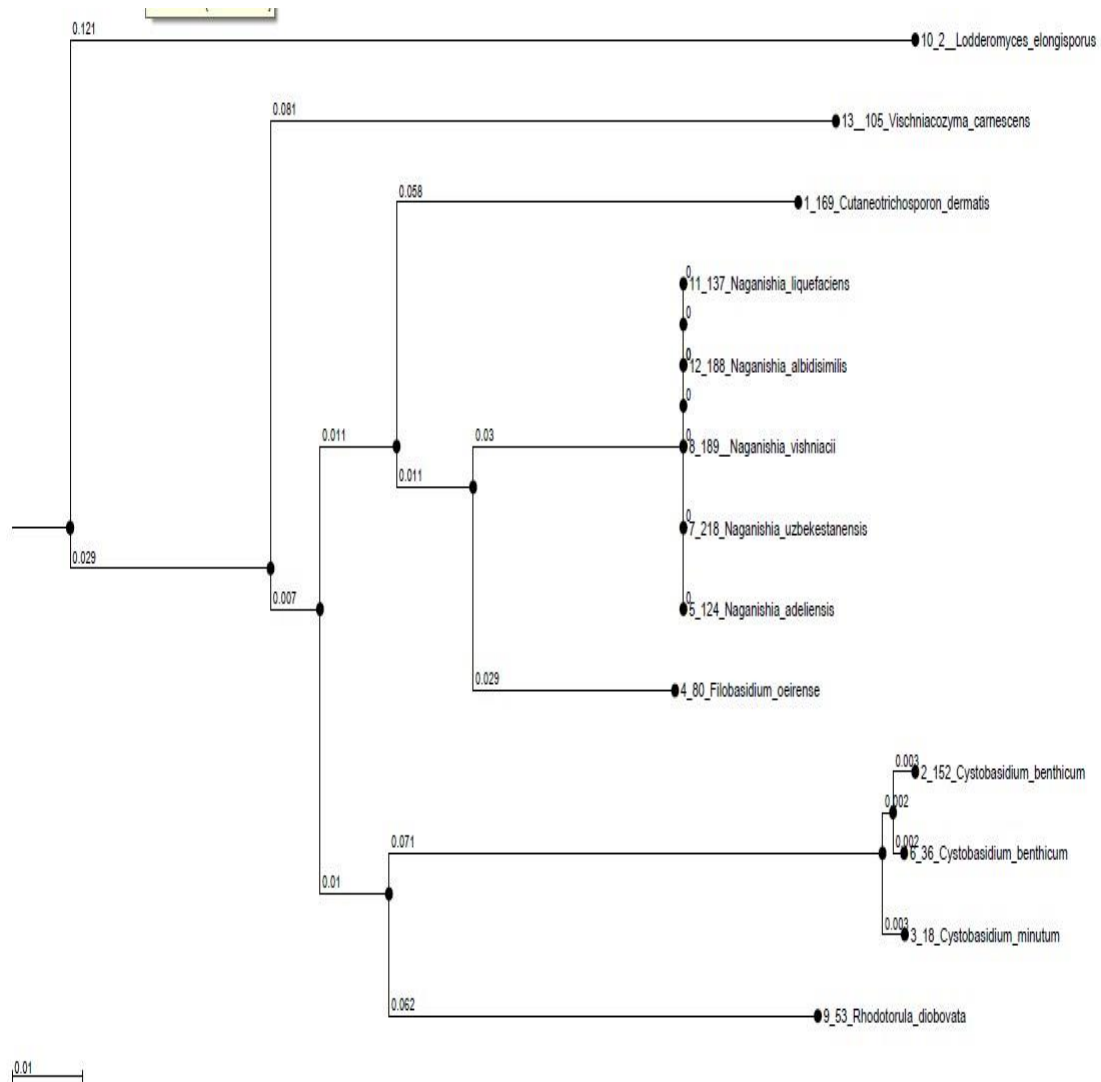 0.121
10_2__Lodderomyces_elongisporus
0.081
13__105_Vischniacozyma_carnescens
0.058
1_169_Cutaneotrichosporon_dermatis
0
11_137_Naganishia_liquefaciens
0
0
12_188_Naganishia_albidisimilis
0
0.011
0.03
0
8_189__Naganishia_vishniacii
0.011
0
7_218_Naganishia_uzbekestanensis
0.029
0.007
0
5_124_Naganishia_adeliensis
0.029
4_80_Filobasidium_oeirense
0.003
2_152_Cystobasidium_benthicum
0.002
0.071
0.002
6_36_Cystobasidium_benthicum
0.01
0.003
3_18_Cystobasidium_minutum
0.062
9_53_Rhodotorula_diobovata
0.01